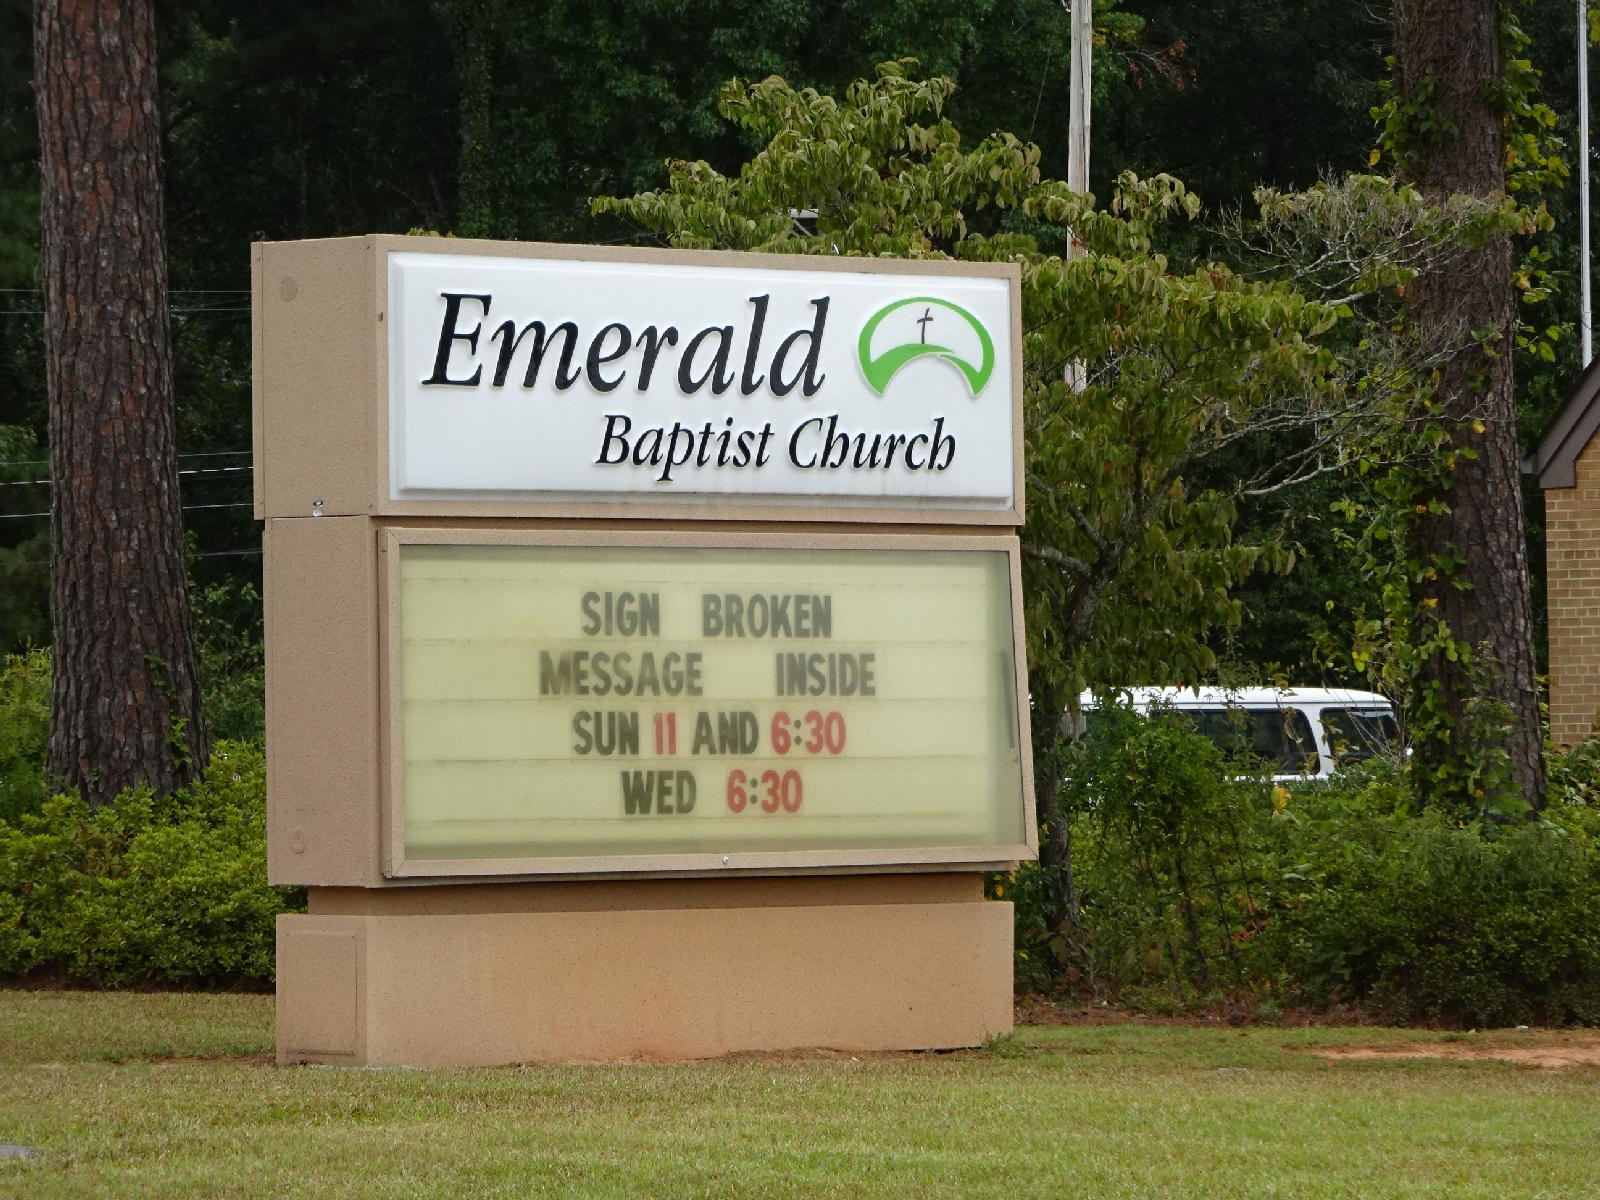 Emerald
Baptist Church
SIGN BROKEN
MESSAGE INSIDE
SUN 11 AND 6:30
WED 6:30